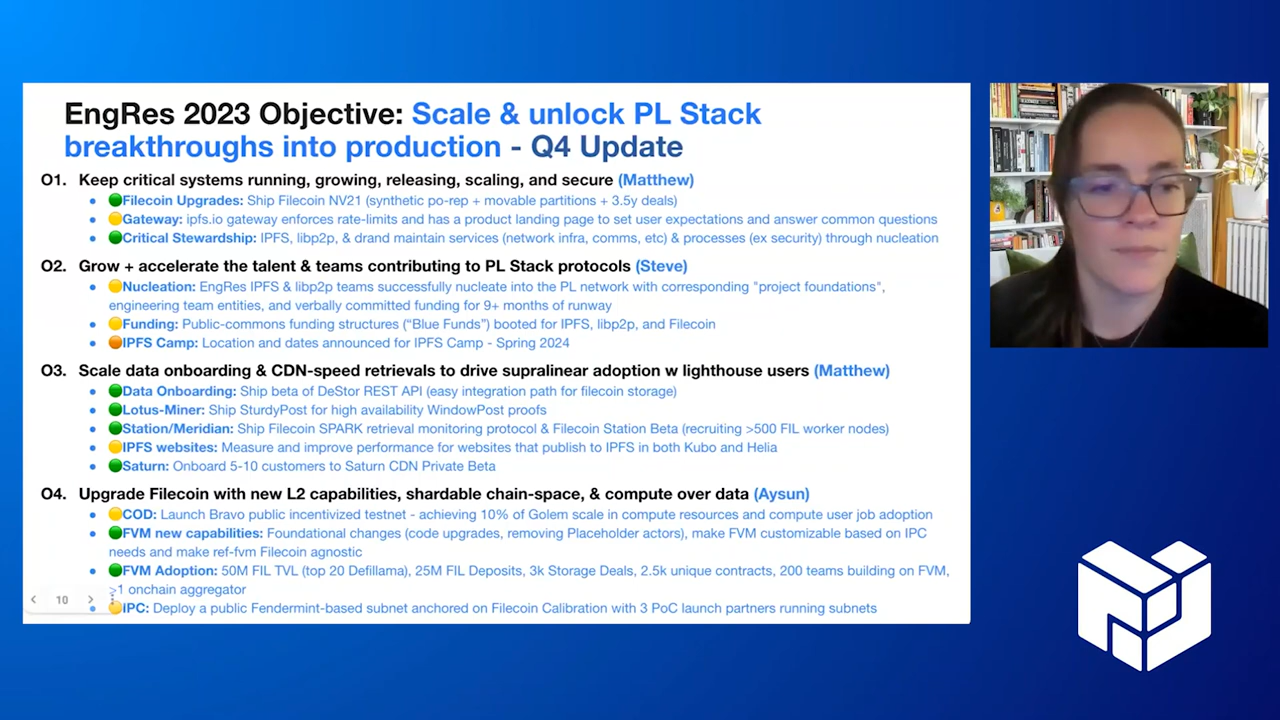 EngRes 2023 Objective: Scale & unlock PL Stack
breakthroughs into production - Q4 Update
O1. Keep critical systems running, growing, releasing, scaling, and secure (Matthew)
Filecoin Upgrades: Ship Filecoin NV21 (synthetic po-rep + movable partitions + 3.5y deals)
Gateway: ipfs.io gateway enforces rate-limits and has a product landing page to set user expectations and answer common questions
Critical Stewardship: IPFS, libp2p, & drand maintain services (network infra, comms, etc) & processes (ex security) through nucleation
O2. Grow + accelerate the talent & teams contributing to PL Stack protocols (Steve)
Nucleation: EngRes IPFS & libp2p teams successfully nucleate into the PL network with corresponding "project foundations",
engineering team entities, and verbally committed funding for 9+ months of runway
Funding: Public-commons funding structures (“Blue Funds”) booted for IPFS, libp2p, and Filecoin
IPFS Camp: Location and dates announced for IPFS Camp - Spring 2024
O3. Scale data onboarding & CDN-speed retrievals to drive supralinear adoption w lighthouse users (Matthew)
Data Onboarding: Ship beta of DeStor REST API (easy integration path for filecoin storage)
Lotus-Miner: Ship SturdyPost for high availability WindowPost proofs
Station/Meridian: Ship Filecoin SPARK retrieval monitoring protocol & Filecoin Station Beta (recruiting >500 FIL worker nodes)
IPFS websites: Measure and improve performance for websites that publish to IPFS in both Kubo and Helia
Saturn: Onboard 5-10 customers to Saturn CDN Private Beta
O4. Upgrade Filecoin with new L2 capabilities, shardable chain-space, & compute over data (Aysun)
COD: Launch Bravo public incentivized testnet - achieving 10% of Golem scale in compute resources and compute user job adoption
FVM new capabilities: Foundational changes (code upgrades, removing Placeholder actors), make FVM customizable based on IPC
needs and make ref-fvm Filecoin agnostic
FVM Adoption: 50M FIL TVL (top 20 Defillama), 25M FIL Deposits, 3k Storage Deals, 2.5k unique contracts, 200 teams building on FVM,
>1 onchain aggregator
10
IPC: Deploy a public Fendermint-based subnet anchored on Filecoin Calibration with 3 PoC launch partners running subnets